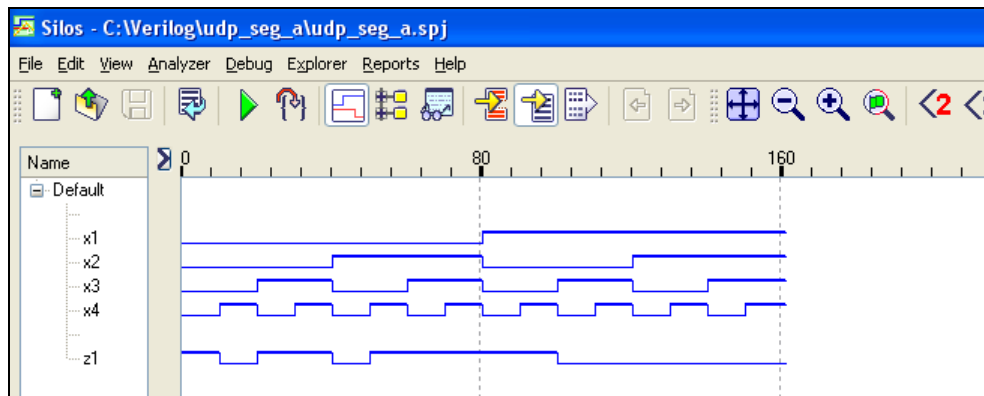 Silos - C:\Verilog\udp_seg_a\udp_seg_a.spj
File Edit View Analyzer Debug Explorer Reports Help
2
Name 0 80 160
Default
x1
x2
x3
x4
z1